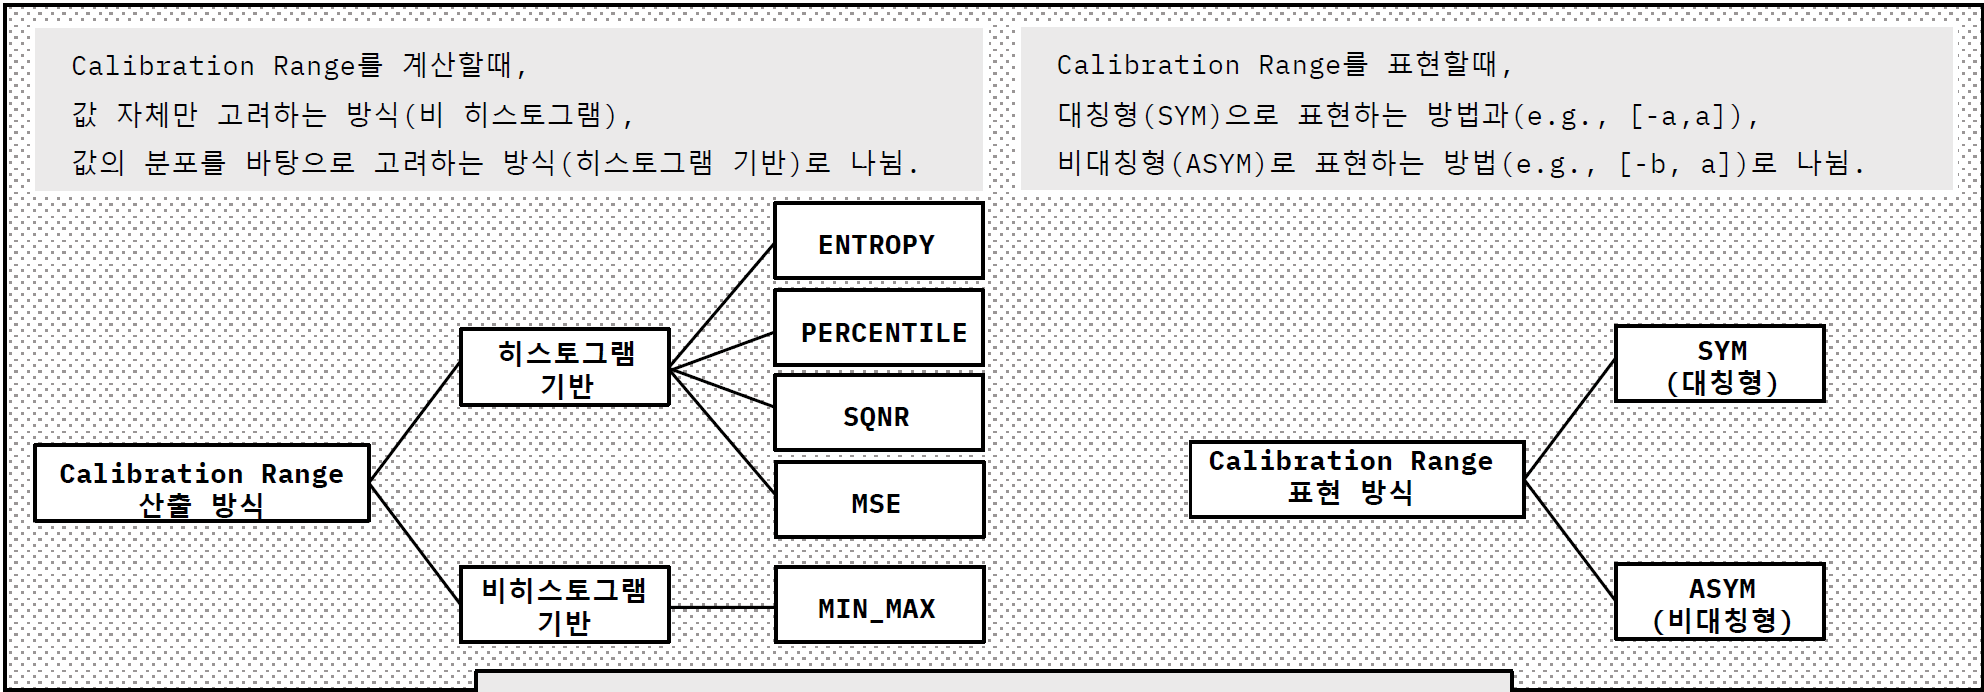 Calibration Range를 계산할때,
값 자체만 고려하는 방식(비 히스토그램),
값의 분포를 바탕으로 고려하는 방식(히스토그램 기반)로 나뉨.
Calibration Range를 표현할때,
대칭형(SYM)으로 표현하는 방법과(e.g., [-a,a]),
비대칭형(ASYM)로 표현하는 방법(e.g., [-b, a])로 나뉨.
Calibration Range
산출 방식
히스토그램
기반
ENTROPY
PERCENTILE
SQNR
MSE
비히스토그램
기반
MIN_MAX
Calibration Range
표현 방식
SYM
(대칭형)
ASYM
(비대칭형)